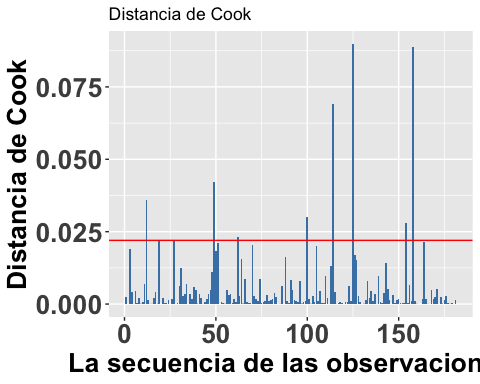 Distancia de Cook
Distancia de Cook
0.075
0.050
0.025
0.000
0 50 100 150
La secuencia de las observacion